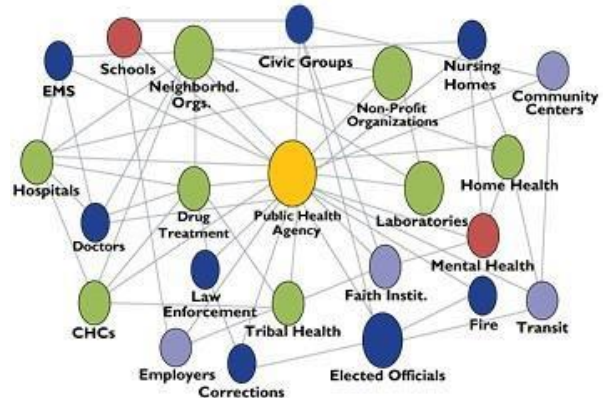 Schools
Civic Groups
EMS
Neighborhd.
Orgs.
Nursing
Homes
Non-Profit
Organizations
Community
Centers
Hospitals
Drug
Treatment
Public Health
Agency
Laboratories
Home Health
Doctors
Mental Health
CHCs
Law
Enforcement
Tribal Health
Faith Instit.
Fire
Transit
Employers
Corrections
Elected Officials